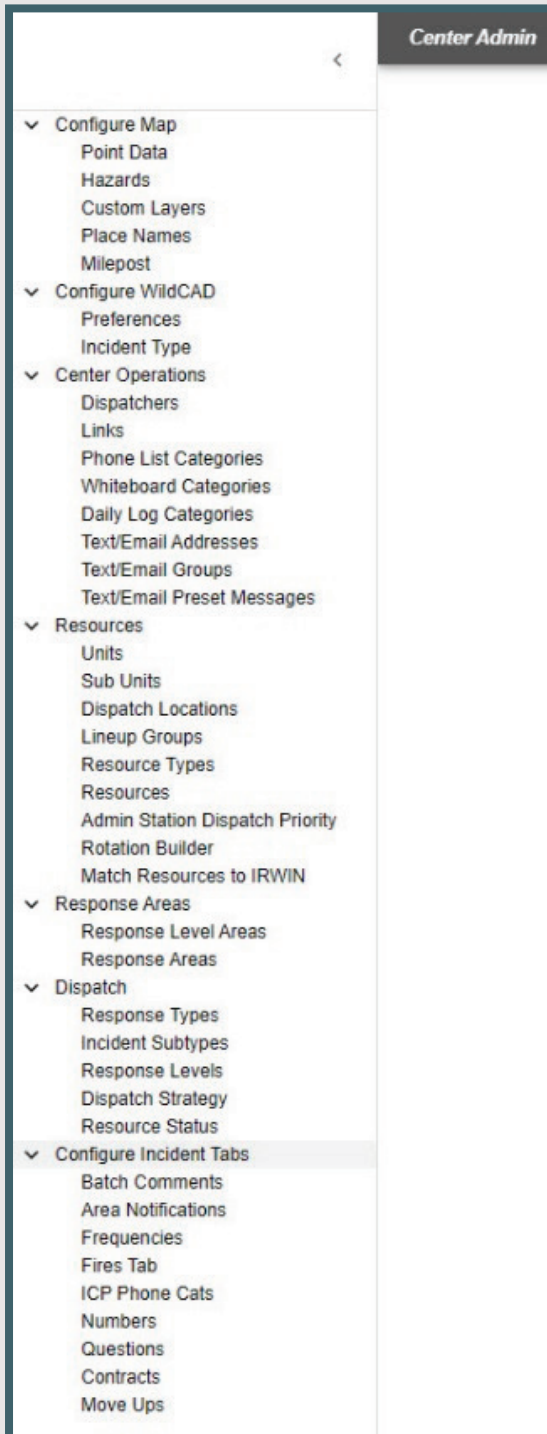 Center Admin
Configure Map
Point Data
Hazards
Custom Layers
Place Names
Milepost
Configure WildCAD
Preferences
Incident Type
Center Operations
Dispatchers
Links
Phone List Categories
Whiteboard Categories
Daily Log Categories
Text/Email Addresses
Text/Email Groups
Text/Email Preset Messages
Resources
Units
Sub Units
Dispatch Locations
Lineup Groups
Resource Types
Resources
Admin Station Dispatch Priority
Rotation Builder
Match Resources to IRWIN
Response Areas
Response Level Areas
Response Areas
Dispatch
Response Types
Incident Subtypes
Response Levels
Dispatch Strategy
Resource Status
Configure Incident Tabs
Batch Comments
Area Notifications
Frequencies
Fires Tab
ICP Phone Cats
Numbers
Questions
Contracts
Move Ups